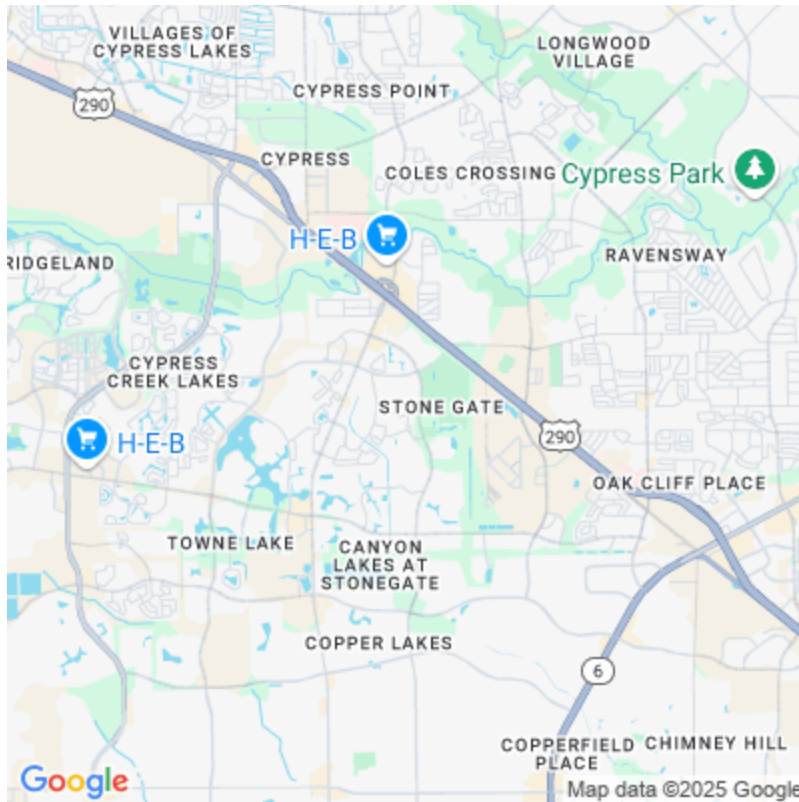 VILLAGES OF
CYPRESS LAKES
LONGWOOD
VILLAGE
290
CYPRESS POINT
CYPRESS
COLES CROSSING
Cypress Park
H-E-B
RAVENSWAY
RIDGELAND
CYPRESS
CREEK LAKES
STONE GATE
H-E-B
290
OAK CLIFF PLACE
TOWNE LAKE
CANYON
LAKES AT
STONEGATE
COPPER LAKES
6
COPPERFIELD
PLACE
CHIMNEY HILL
Google
Map data ©2025 Google